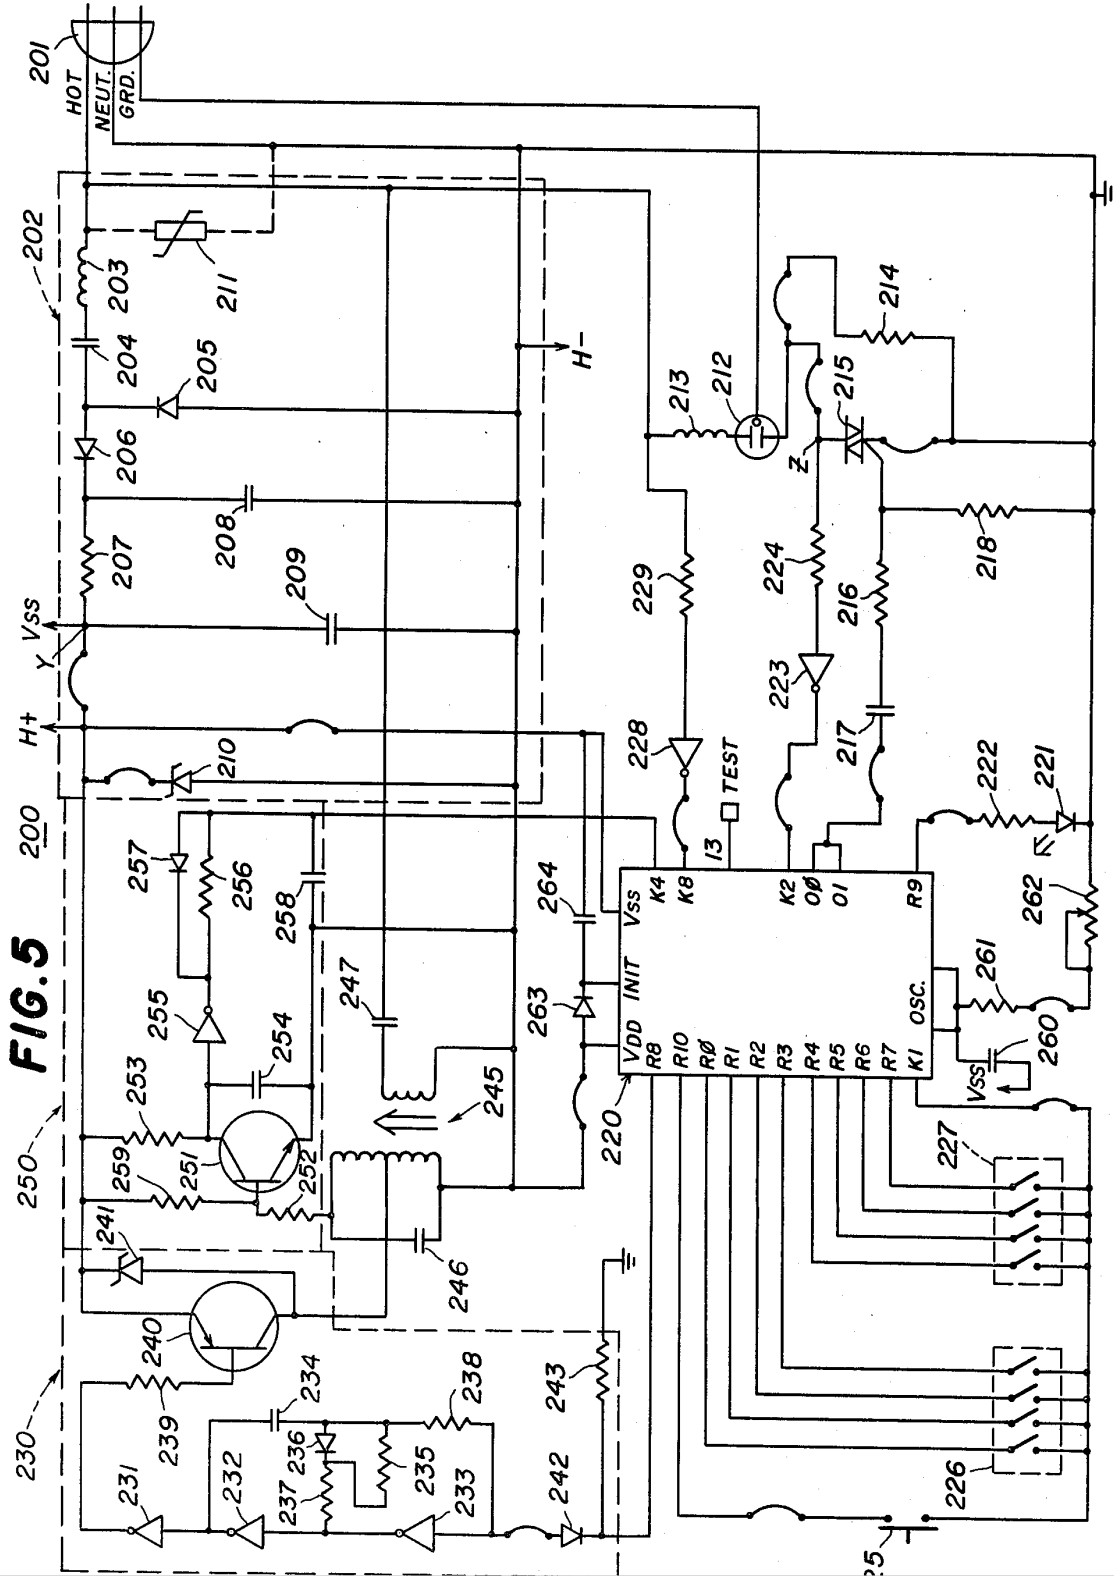 FIG.5
200
201
HOT
NEUT.
GRD.
202
203
204
205
206
207
208
209
210
211
Y
Vss
H+
H-
212
213
214
215
Z
216
217
218
224
223
229
228
TEST
13
222
221
262
261
260
Vss
220
VDD
INIT
Vss
K4
K8
K2
OØ
O1
R9
OSC.
R8
R10
RØ
R1
R2
R3
R4
R5
R6
R7
K1
263
264
250
257
256
258
255
254
253
259
251
252
247
245
246
241
230
240
239
234
238
231
232
236
237
235
233
242
243
227
226
25